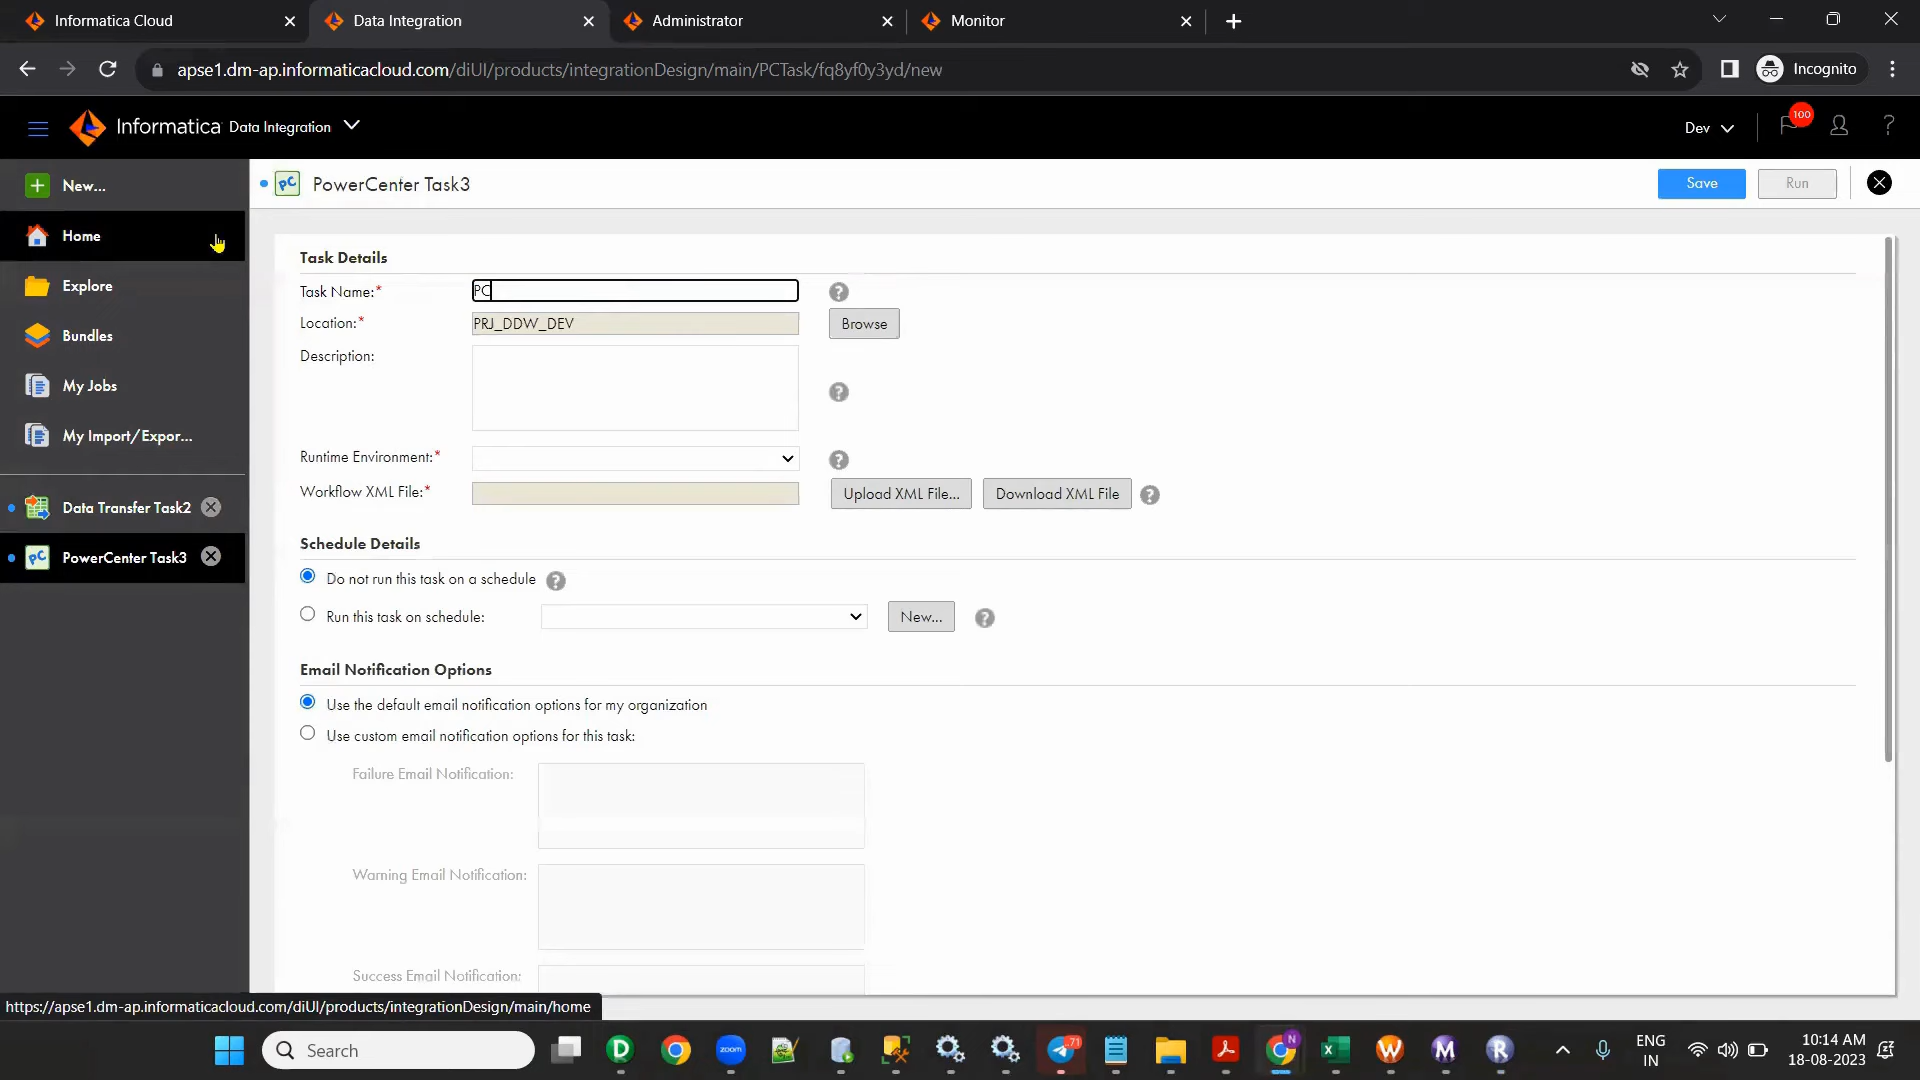 Informatica Cloud
Data Integration
Administrator
Monitor
apse1.dm-ap.informaticacloud.com/diUI/products/integrationDesign/main/PCTask/fq8yf0y3yd/new
Incognito
Informatica Data Integration
Dev
100
New...
PC PowerCenter Task3
Save
Run
Home
Explore
Bundles
My Jobs
My Import/Expor...
Data Transfer Task2
PC PowerCenter Task3
Task Details
Task Name:* PC
Location:* PRJ_DDW_DEV Browse
Description:
Runtime Environment:*
Workflow XML File:* Upload XML File... Download XML File
Schedule Details
Do not run this task on a schedule
Run this task on schedule: New...
Email Notification Options
Use the default email notification options for my organization
Use custom email notification options for this task:
Failure Email Notification:
Warning Email Notification:
Success Email Notification:
https://apse1.dm-ap.informaticacloud.com/diUI/products/integrationDesign/main/home
Search
zoom
71
N
ENG
IN
10:14 AM
18-08-2023